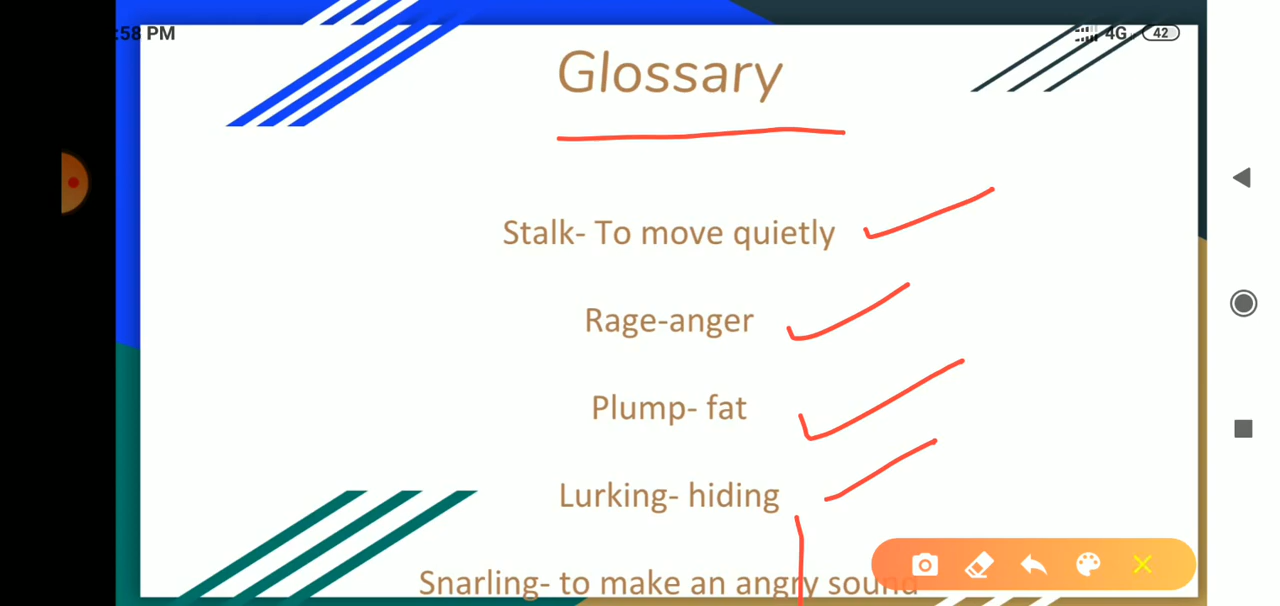 :58 PM
4G 42
Glossary
Stalk- To move quietly
Rage-anger
Plump- fat
Lurking- hiding
Snarling- to make an angry sound